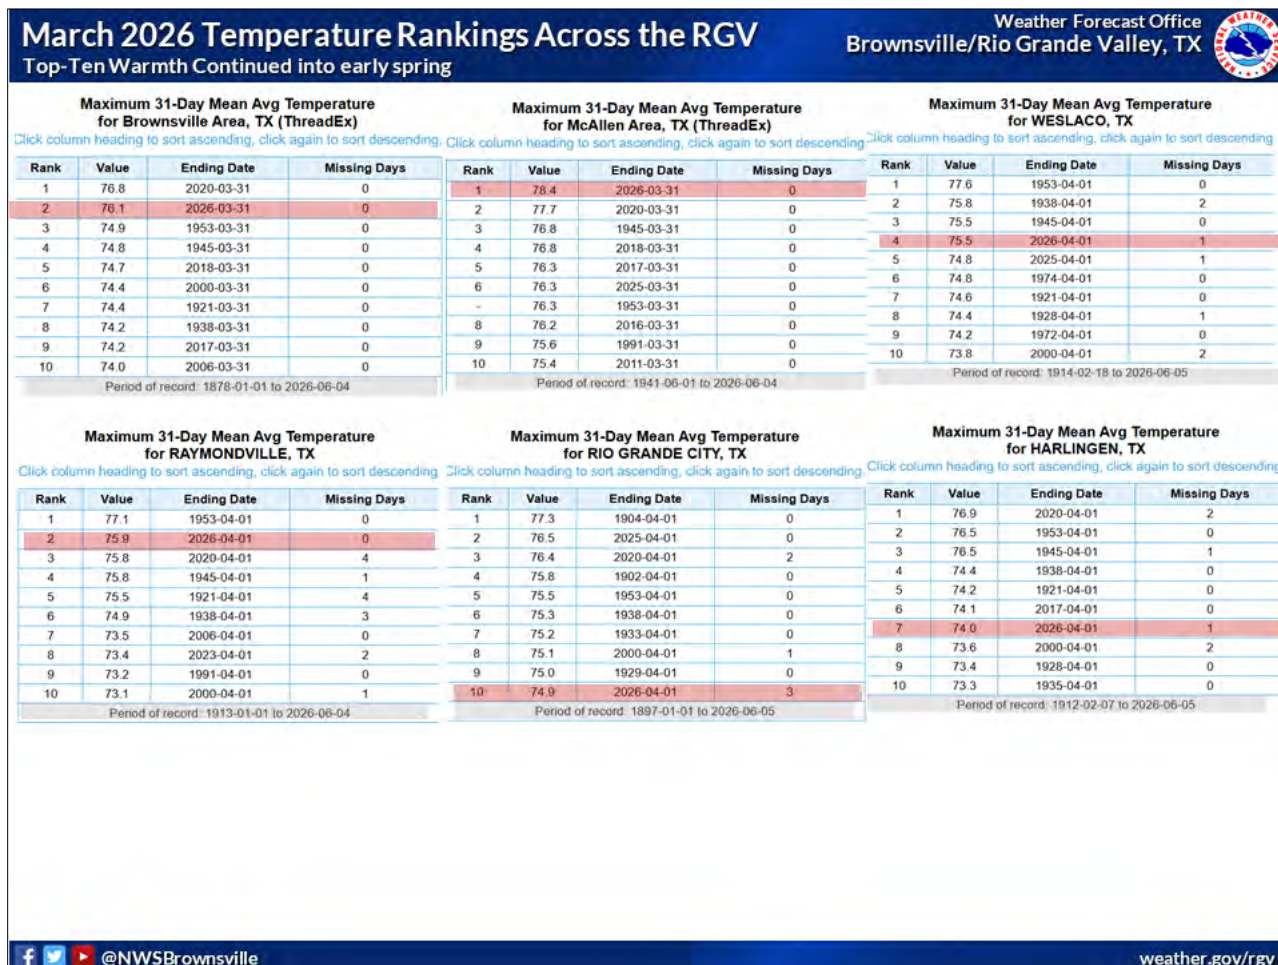 March 2026 Temperature Rankings Across the RGV
Top-Ten Warmth Continued into early spring
Weather Forecast Office
Brownsville/Rio Grande Valley, TX
Maximum 31-Day Mean Avg Temperature
for Brownsville Area, TX (ThreadEx)
Click column heading to sort ascending, click again to sort descending.
Rank Value Ending Date Missing Days
1 76.8 2020-03-31 0
2 76.1 2026-03-31 0
3 74.9 1953-03-31 0
4 74.8 1945-03-31 0
5 74.7 2018-03-31 0
6 74.4 2000-03-31 0
7 74.4 1921-03-31 0
8 74.2 1938-03-31 0
9 74.2 2017-03-31 0
10 74.0 2006-03-31 0
Period of record: 1878-01-01 to 2026-06-04
Maximum 31-Day Mean Avg Temperature
for McAllen Area, TX (ThreadEx)
Click column heading to sort ascending, click again to sort descending.
Rank Value Ending Date Missing Days
1 78.4 2026-03-31 0
2 77.7 2020-03-31 0
3 76.8 1945-03-31 0
4 76.8 2018-03-31 0
5 76.3 2017-03-31 0
6 76.3 2025-03-31 0
- 76.3 1953-03-31 0
8 76.2 2016-03-31 0
9 75.6 1991-03-31 0
10 75.4 2011-03-31 0
Period of record: 1941-06-01 to 2026-06-04
Maximum 31-Day Mean Avg Temperature
for WESLACO, TX
Click column heading to sort ascending, click again to sort descending
Rank Value Ending Date Missing Days
1 77.6 1953-04-01 0
2 75.8 1938-04-01 2
3 75.5 1945-04-01 0
4 75.5 2026-04-01 1
5 74.8 2025-04-01 1
6 74.8 1974-04-01 0
7 74.6 1921-04-01 0
8 74.4 1928-04-01 1
9 74.2 1972-04-01 0
10 73.8 2000-04-01 2
Period of record: 1914-02-18 to 2026-06-05
Maximum 31-Day Mean Avg Temperature
for RAYMONDVILLE, TX
Click column heading to sort ascending, click again to sort descending
Rank Value Ending Date Missing Days
1 77.1 1953-04-01 0
2 75.9 2026-04-01 0
3 75.8 2020-04-01 4
4 75.8 1945-04-01 1
5 75.5 1921-04-01 4
6 74.9 1938-04-01 3
7 73.5 2006-04-01 0
8 73.4 2023-04-01 2
9 73.2 1991-04-01 0
10 73.1 2000-04-01 1
Period of record: 1913-01-01 to 2026-06-04
Maximum 31-Day Mean Avg Temperature
for RIO GRANDE CITY, TX
Click column heading to sort ascending, click again to sort descending.
Rank Value Ending Date Missing Days
1 77.3 1904-04-01 0
2 76.5 2025-04-01 0
3 76.4 2020-04-01 2
4 75.8 1902-04-01 0
5 75.5 1953-04-01 0
6 75.3 1938-04-01 0
7 75.2 1933-04-01 0
8 75.1 2000-04-01 1
9 75.0 1929-04-01 0
10 74.9 2026-04-01 3
Period of record: 1897-01-01 to 2026-06-05
Maximum 31-Day Mean Avg Temperature
for HARLINGEN, TX
Click column heading to sort ascending, click again to sort descending
Rank Value Ending Date Missing Days
1 76.9 2020-04-01 2
2 76.5 1953-04-01 0
3 76.5 1945-04-01 1
4 74.4 1938-04-01 0
5 74.2 1921-04-01 0
6 74.1 2017-04-01 0
7 74.0 2026-04-01 1
8 73.6 2000-04-01 2
9 73.4 1928-04-01 0
10 73.3 1935-04-01 0
Period of record: 1912-02-07 to 2026-06-05
@NWSBrownsville
weather.gov/rgv